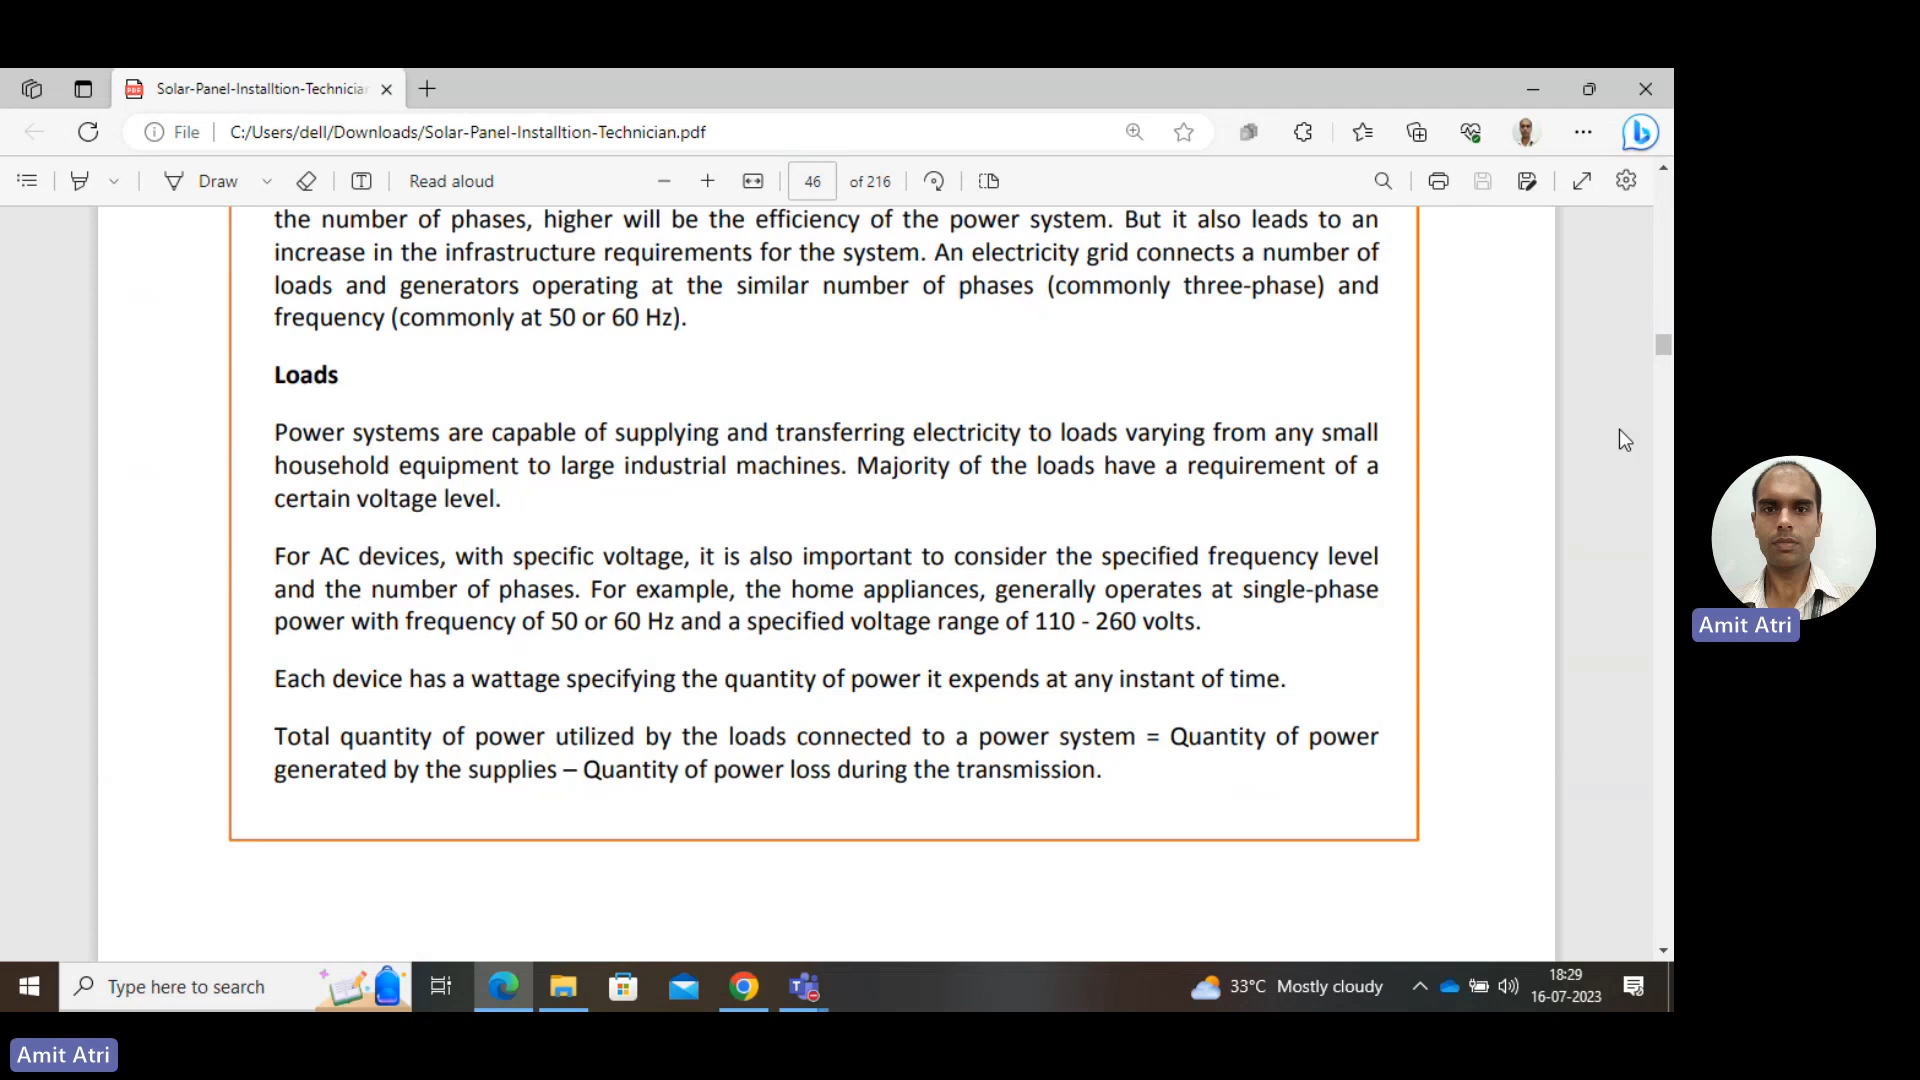 Solar-Panel-Installtion-Technician
File
C:/Users/dell/Downloads/Solar-Panel-Installtion-Technician.pdf
Draw
Read aloud
46
of 216
the number of phases, higher will be the efficiency of the power system. But it also leads to an
increase in the infrastructure requirements for the system. An electricity grid connects a number of
loads and generators operating at the similar number of phases (commonly three-phase) and
frequency (commonly at 50 or 60 Hz).
Loads
Power systems are capable of supplying and transferring electricity to loads varying from any small
household equipment to large industrial machines. Majority of the loads have a requirement of a
certain voltage level.
For AC devices, with specific voltage, it is also important to consider the specified frequency level
and the number of phases. For example, the home appliances, generally operates at single-phase
power with frequency of 50 or 60 Hz and a specified voltage range of 110 - 260 volts.
Each device has a wattage specifying the quantity of power it expends at any instant of time.
Total quantity of power utilized by the loads connected to a power system = Quantity of power
generated by the supplies – Quantity of power loss during the transmission.
Amit Atri
Type here to search
33°C Mostly cloudy
18:29
16-07-2023
Amit Atri